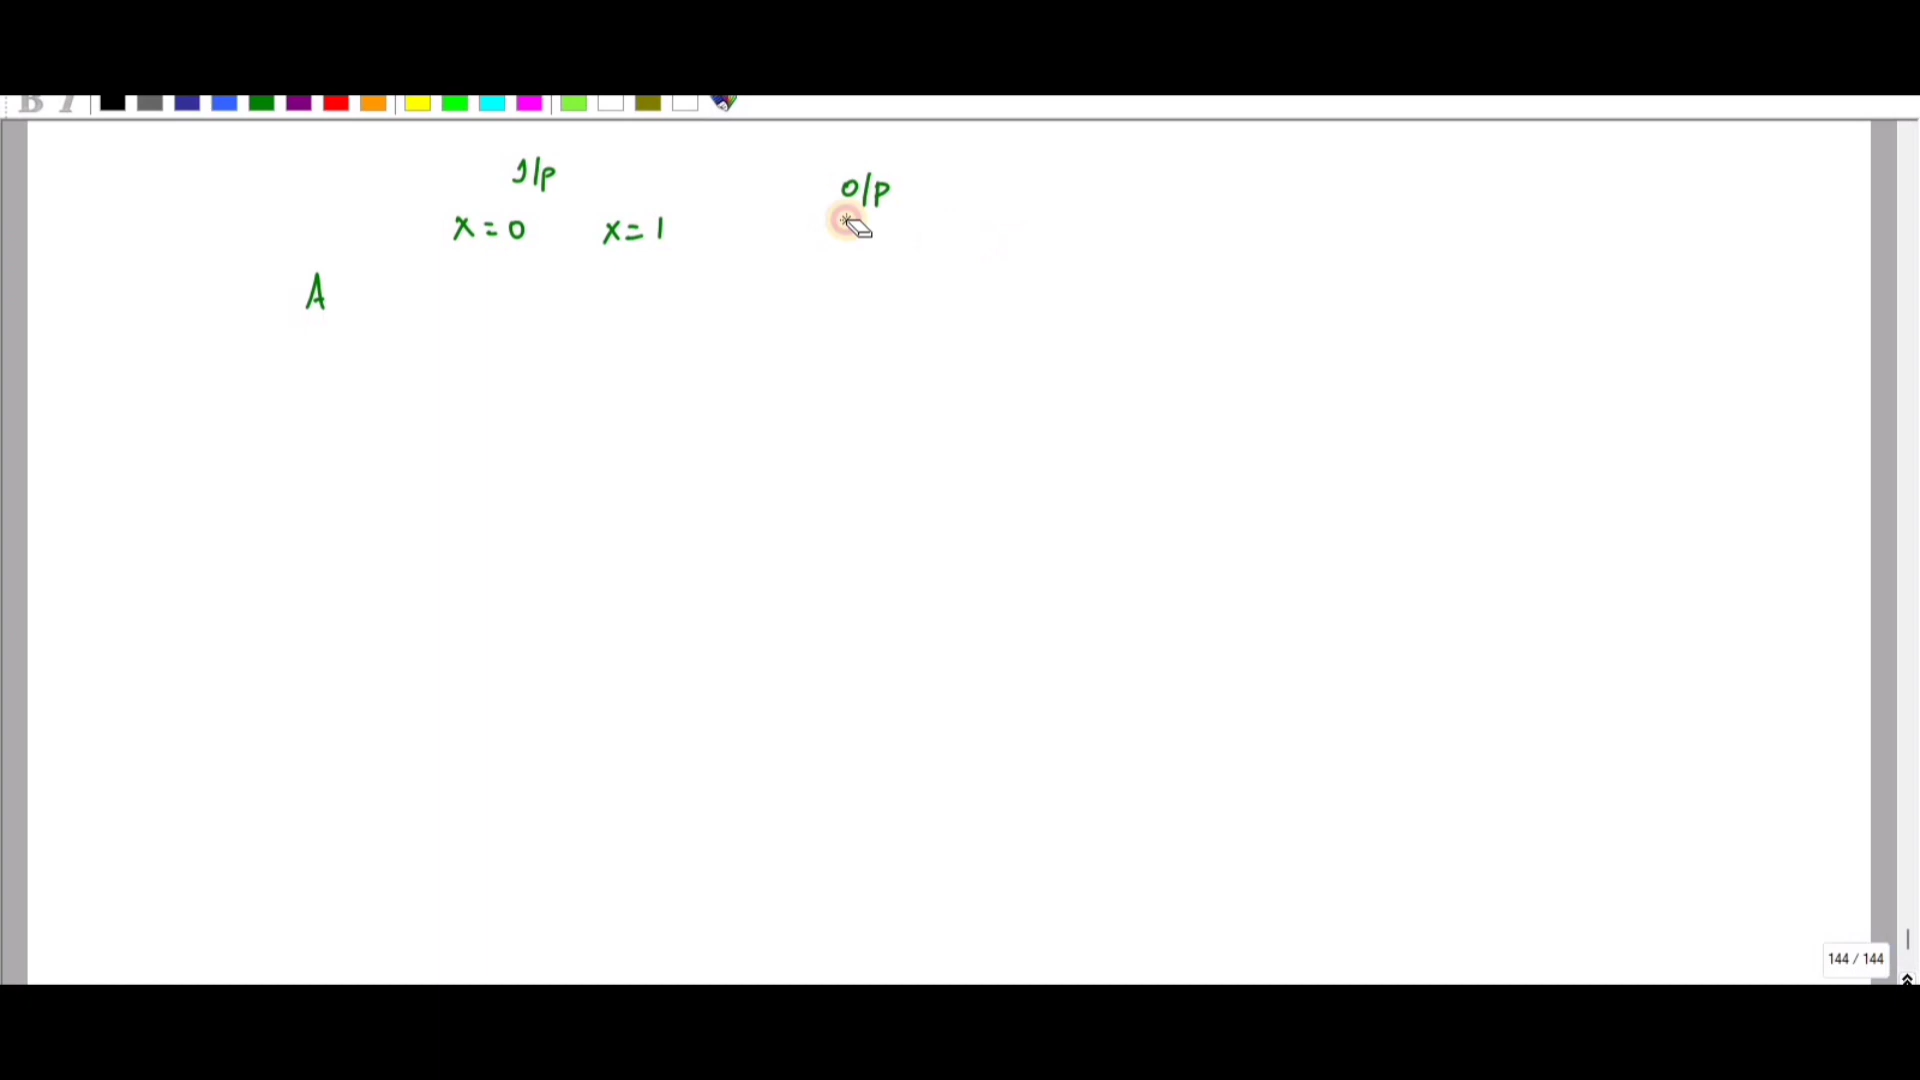 B I
I/p
o/p
x = 0 x = 1
A
144 / 144